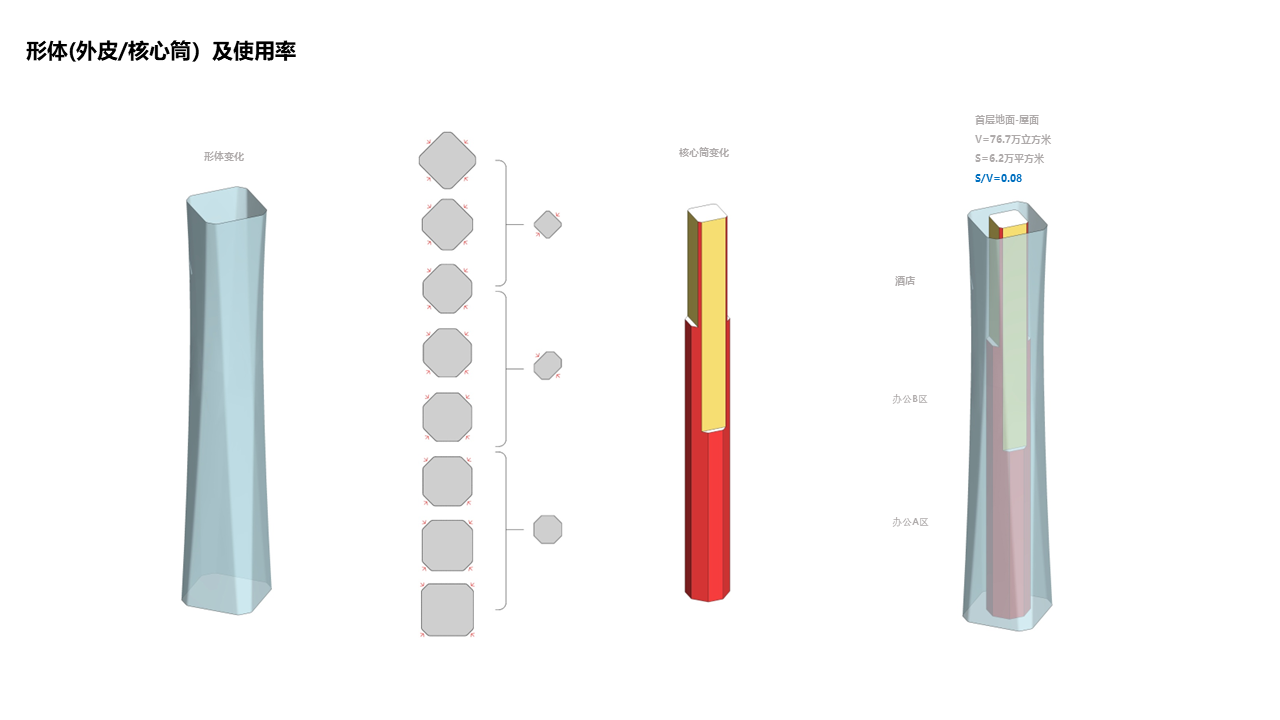 形体(外皮/核心筒）及使用率
形体变化
核心筒变化
首层地面-屋面
V=76.7万立方米
S=6.2万平方米
S/V=0.08
酒店
办公B区
办公A区